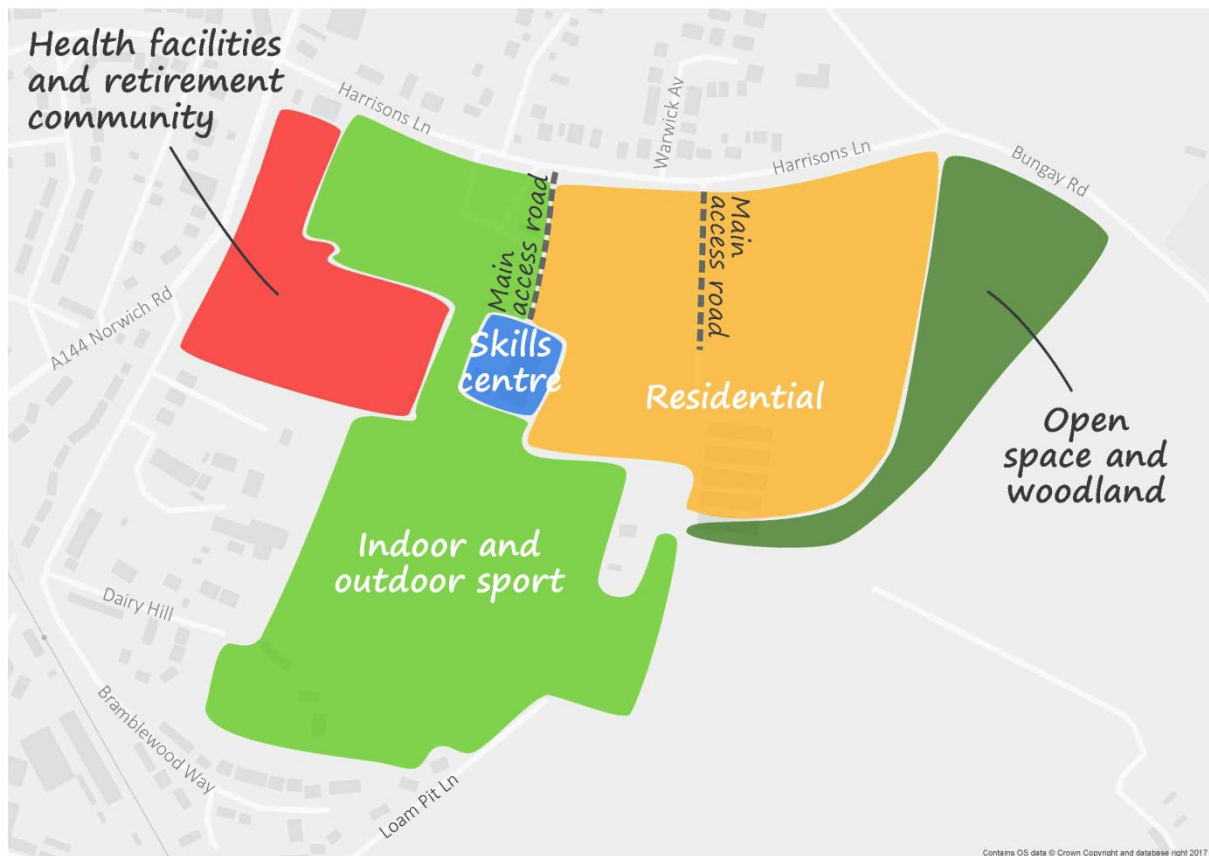 Health facilities
and retirement
community
Harrisons Ln
Warwick Av
Harrisons Ln
Bungay Rd
Main
access road
Main
access road
A144 Norwich Rd
Skills
centre
Residential
Open
space and
woodland
Indoor and
outdoor sport
Dairy Hill
Bramblewood Way
Loam Pit Ln
Contains OS data © Crown Copyright and database right 2017